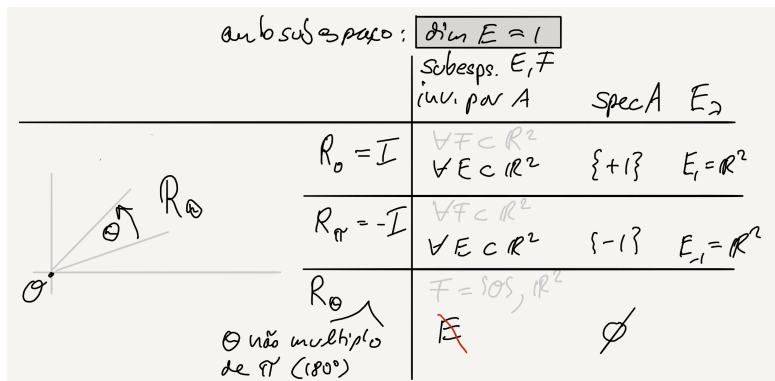 autosubespaço: dim E = 1
subesps. E, F
inv. por A
spec A
E_λ
R_0 = I
∀F ⊂ ℝ²
∀E ⊂ ℝ²
{+1}
E_1 = ℝ²
R_θ
θ
O
R_π = -I
∀F ⊂ ℝ²
∀E ⊂ ℝ²
{-1}
E_-1 = ℝ²
R_θ
F = {0}, ℝ²
θ não multiplo
de π (180°)
E
∅